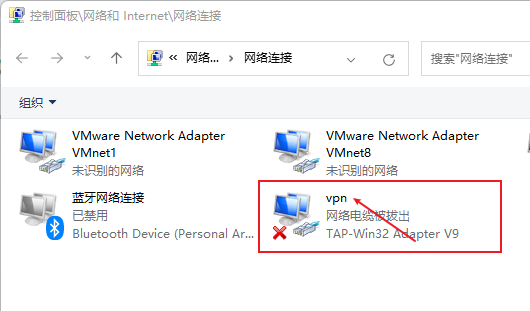 控制面板\网络和 Internet\网络连接
« 网络... › 网络连接
搜索"网络连接"
组织
VMware Network Adapter
VMnet1
未识别的网络
VMware Network Adapter
VMnet8
未识别的网络
蓝牙网络连接
已禁用
Bluetooth Device (Personal Ar...
vpn
网络电缆被拔出
TAP-Win32 Adapter V9